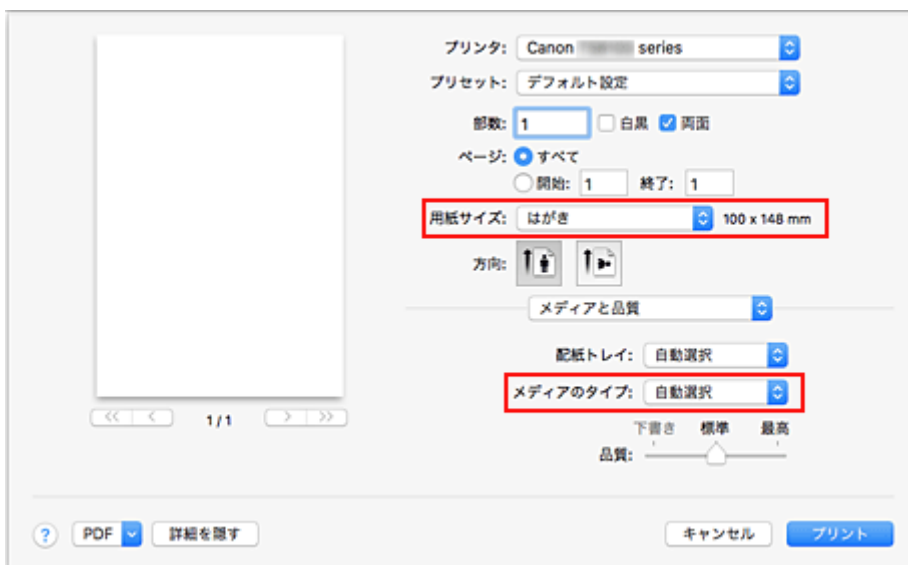 プリンタ: Canon series
プリセット: デフォルト設定
部数: 1 白黒 両面
ページ: すべて
開始: 1 終了: 1
用紙サイズ: はがき 100 x 148 mm
方向:
メディアと品質
配紙トレイ: 自動選択
メディアのタイプ: 自動選択
<< < 1 / 1 > >>
下書き 標準 最高
品質:
? PDF 詳細を隠す キャンセル プリント